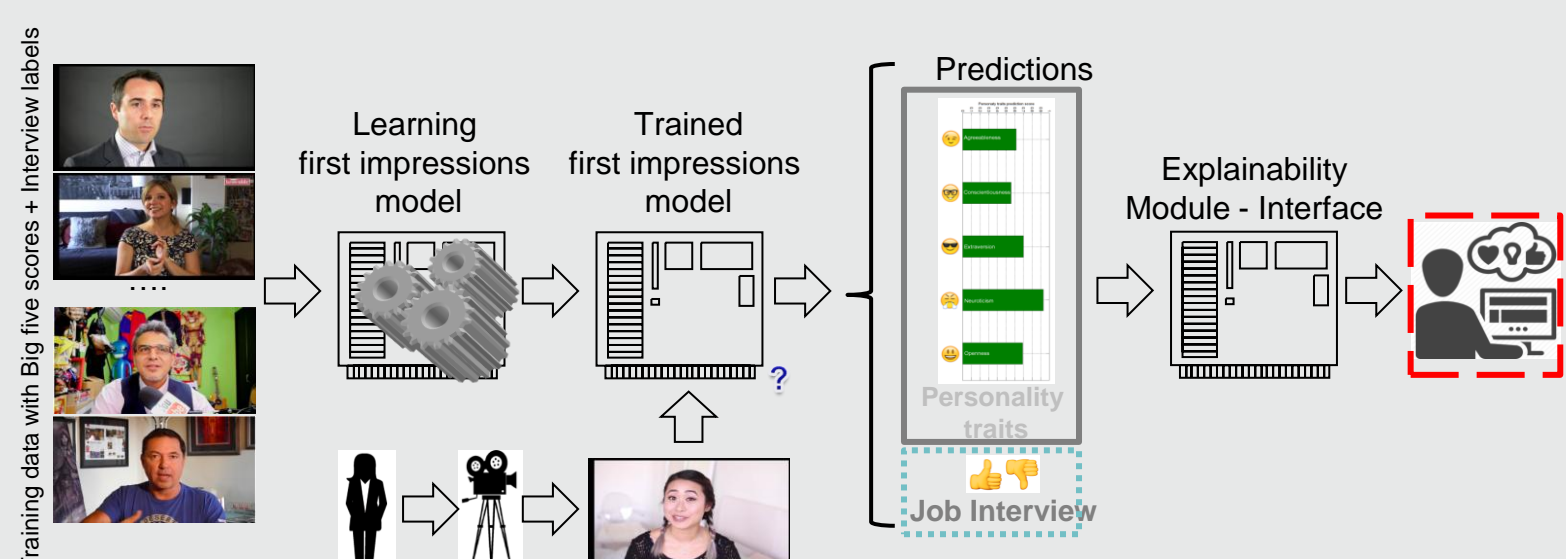 Training data with Big five scores + Interview labels
....
Learning
first impressions
model
Trained
first impressions
model
?
Predictions
Personality traits prediction score
Agreeableness
Conscientiousness
Extraversion
Neuroticism
Openness
Personality
traits
Job Interview
Explainability
Module - Interface